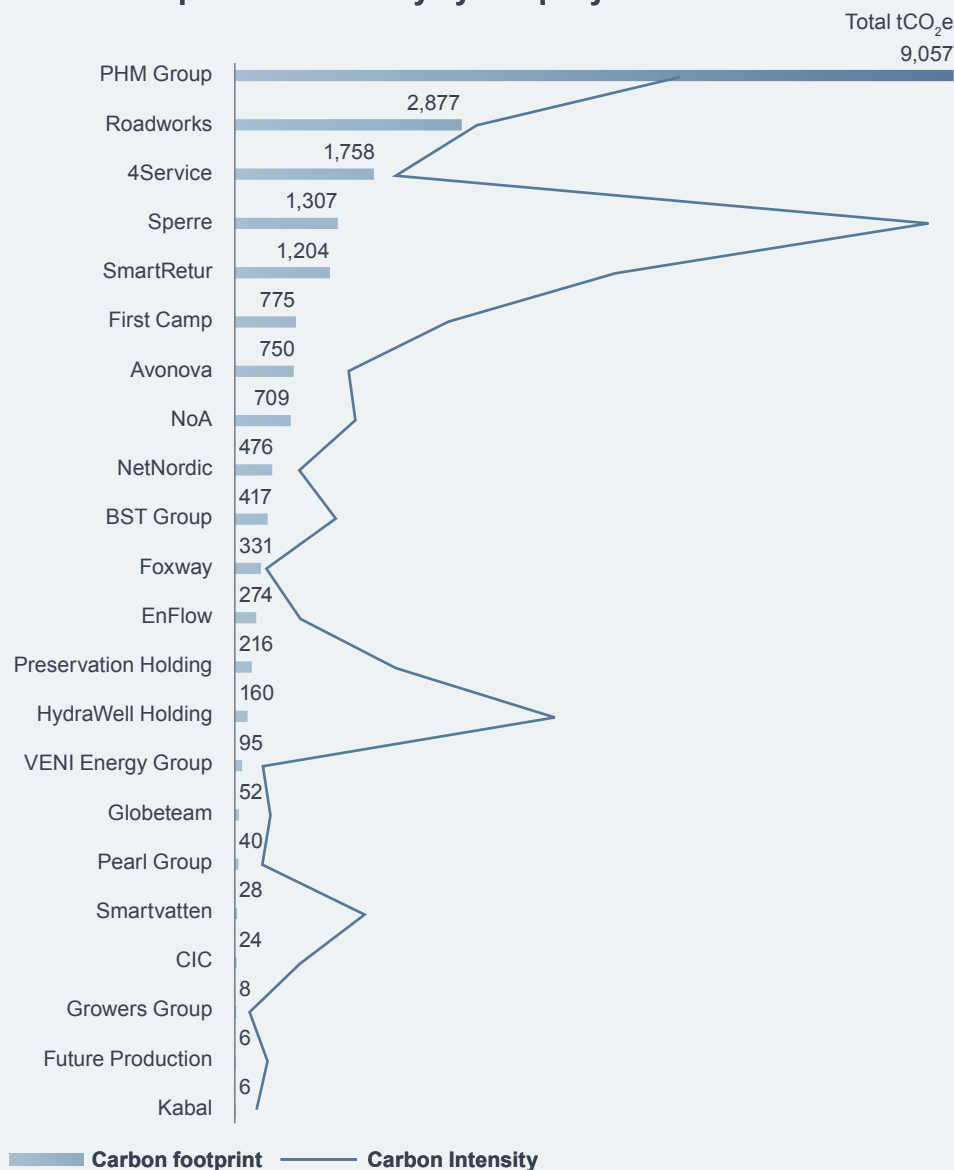 Total tCO₂e
9,057
PHM Group
2,877
Roadworks
1,758
4Service
1,307
Sperre
1,204
SmartRetur
775
First Camp
750
Avonova
709
NoA
476
NetNordic
417
BST Group
331
Foxway
274
EnFlow
216
Preservation Holding
160
HydraWell Holding
95
VENI Energy Group
52
Globeteam
40
Pearl Group
28
Smartvatten
24
CIC
8
Growers Group
6
Future Production
6
Kabal
Carbon footprint Carbon Intensity